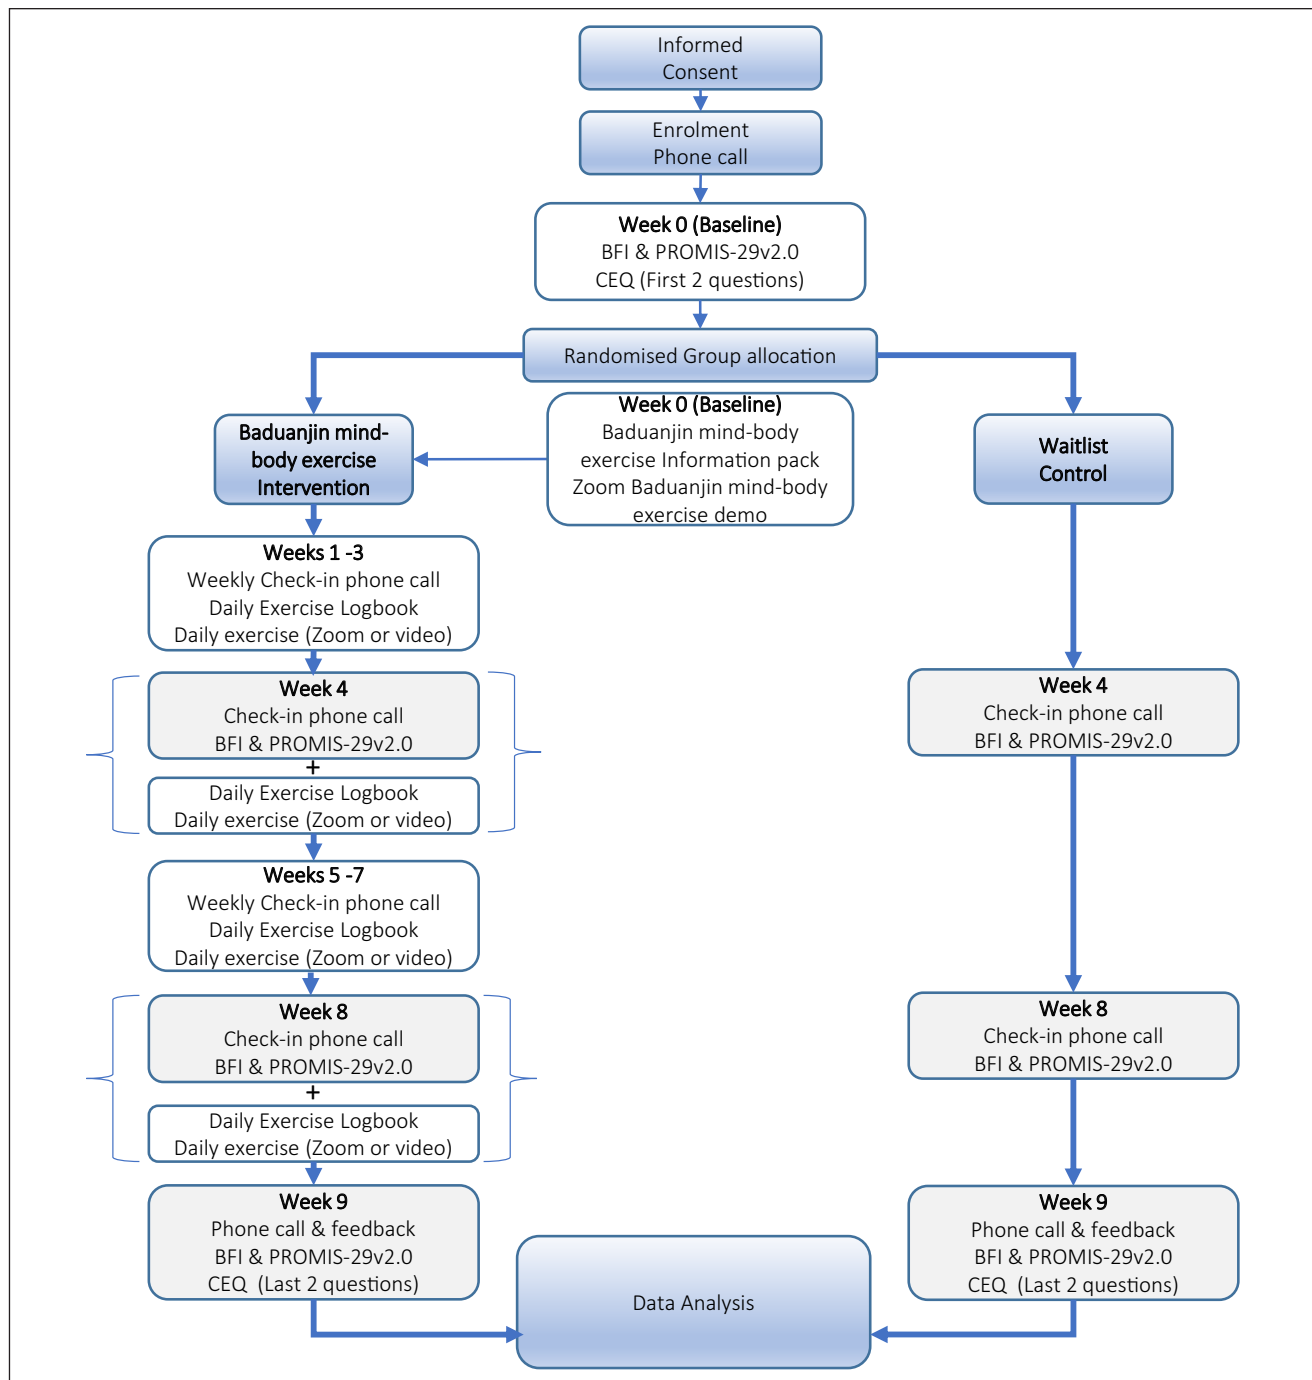 Informed
Consent
Enrolment
Phone call
Week 0 (Baseline)
BFI & PROMIS-29v2.0
CEQ (First 2 questions)
Randomised Group allocation
Baduanjin mind-
body exercise
Intervention
Week 0 (Baseline)
Baduanjin mind-body
exercise Information pack
Zoom Baduanjin mind-body
exercise demo
Waitlist
Control
Weeks 1 -3
Weekly Check-in phone call
Daily Exercise Logbook
Daily exercise (Zoom or video)
Week 4
Check-in phone call
BFI & PROMIS-29v2.0
+
Daily Exercise Logbook
Daily exercise (Zoom or video)
Week 4
Check-in phone call
BFI & PROMIS-29v2.0
Weeks 5 -7
Weekly Check-in phone call
Daily Exercise Logbook
Daily exercise (Zoom or video)
Week 8
Check-in phone call
BFI & PROMIS-29v2.0
+
Daily Exercise Logbook
Daily exercise (Zoom or video)
Week 8
Check-in phone call
BFI & PROMIS-29v2.0
Week 9
Phone call & feedback
BFI & PROMIS-29v2.0
CEQ (Last 2 questions)
Data Analysis
Week 9
Phone call & feedback
BFI & PROMIS-29v2.0
CEQ (Last 2 questions)